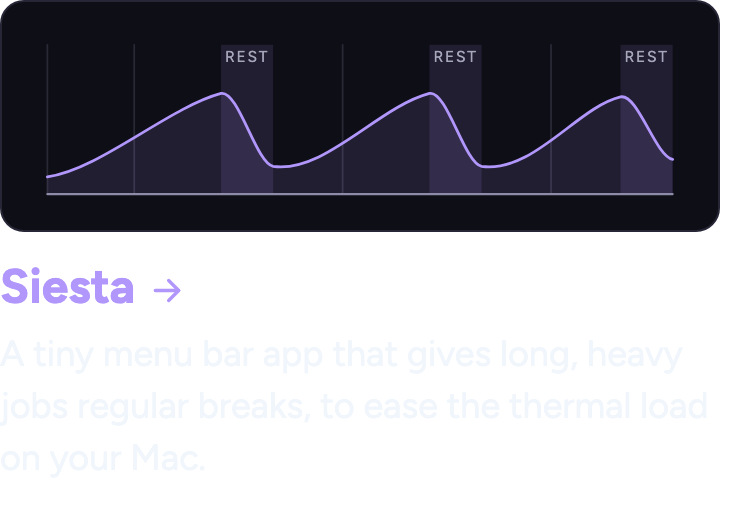 REST REST REST
Siesta →
A tiny menu bar app that gives long, heavy
jobs regular breaks, to ease the thermal load
on your Mac.